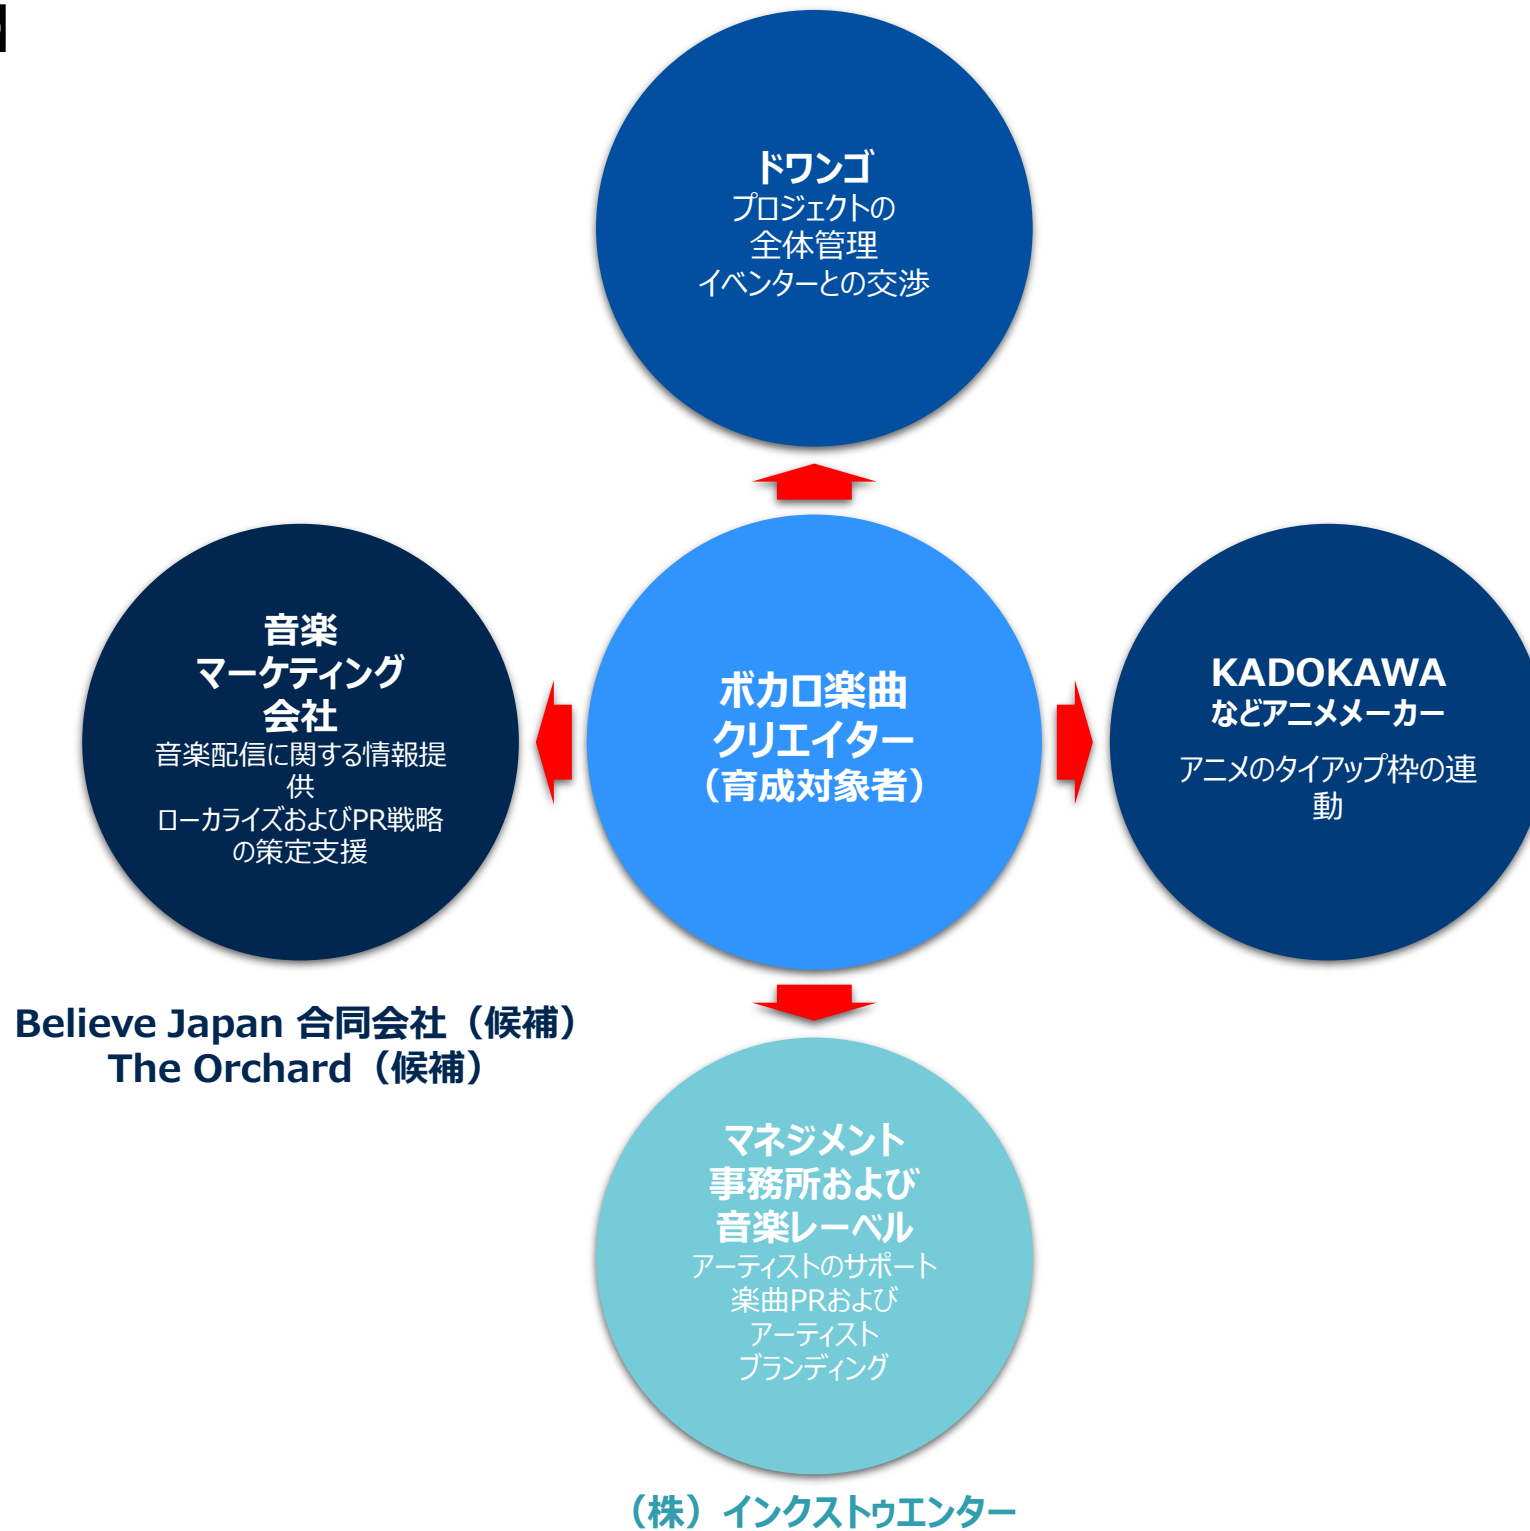 ドワンゴ
プロジェクトの
全体管理
イベンターとの交渉
音楽
マーケティング
会社
音楽配信に関する情報提
供
ローカライズおよびPR戦略
の策定支援
ボカロ楽曲
クリエイター
（育成対象者）
KADOKAWA
などアニメメーカー
アニメのタイアップ枠の連
動
Believe Japan 合同会社（候補）
The Orchard（候補）
マネジメント
事務所および
音楽レーベル
アーティストのサポート
楽曲PRおよび
アーティスト
ブランディング
（株）インクストゥエンター